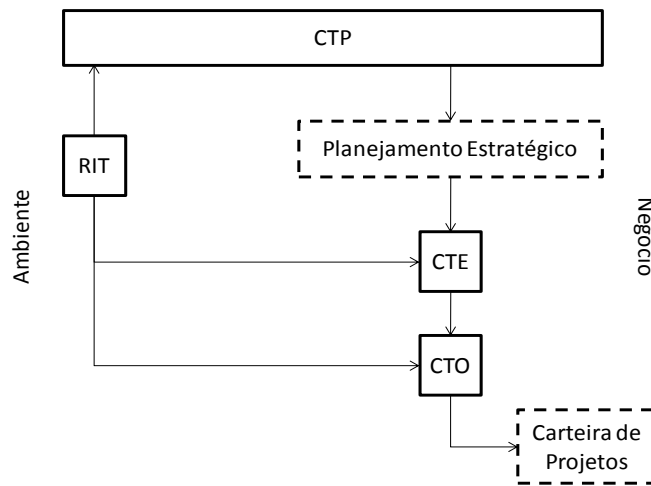 CTP
Planejamento Estratégico
RIT
Ambiente
Negocio
CTE
CTO
Carteira de
Projetos